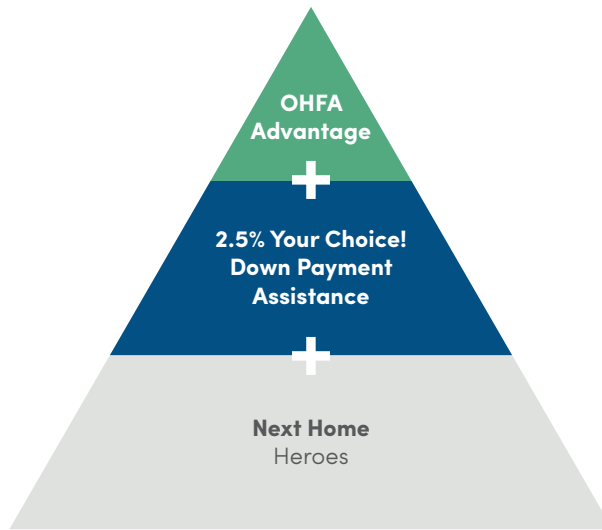 OHFA
Advantage
2.5% Your Choice!
Down Payment
Assistance
Next Home
Heroes